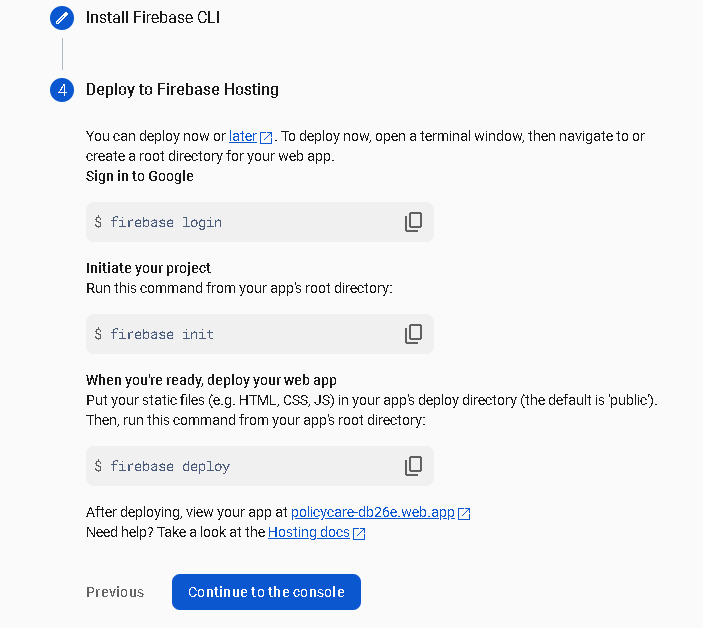 Install Firebase CLI
4 Deploy to Firebase Hosting
You can deploy now or later. To deploy now, open a terminal window, then navigate to or
create a root directory for your web app.
Sign in to Google
$ firebase login
Initiate your project
Run this command from your app's root directory:
$ firebase init
When you're ready, deploy your web app
Put your static files (e.g. HTML, CSS, JS) in your app's deploy directory (the default is 'public').
Then, run this command from your app's root directory:
$ firebase deploy
After deploying, view your app at policycare-db26e.web.app
Need help? Take a look at the Hosting docs
Previous Continue to the console